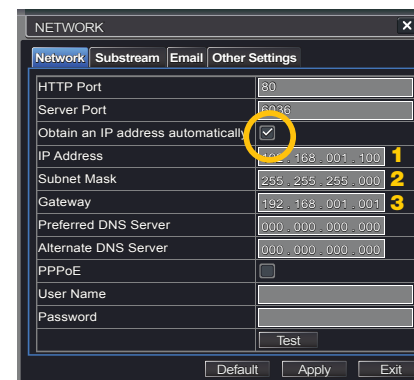 NETWORK X
Network Substream Email Other Settings
HTTP Port 80
Server Port 6036
Obtain an IP address automatically
IP Address 192 . 168 . 001 . 100 1
Subnet Mask 255 . 255 . 255 . 000 2
Gateway 192 . 168 . 001 . 001 3
Preferred DNS Server 000 . 000 . 000 . 000
Alternate DNS Server 000 . 000 . 000 . 000
PPPoE
User Name
Password
Test
Default Apply Exit